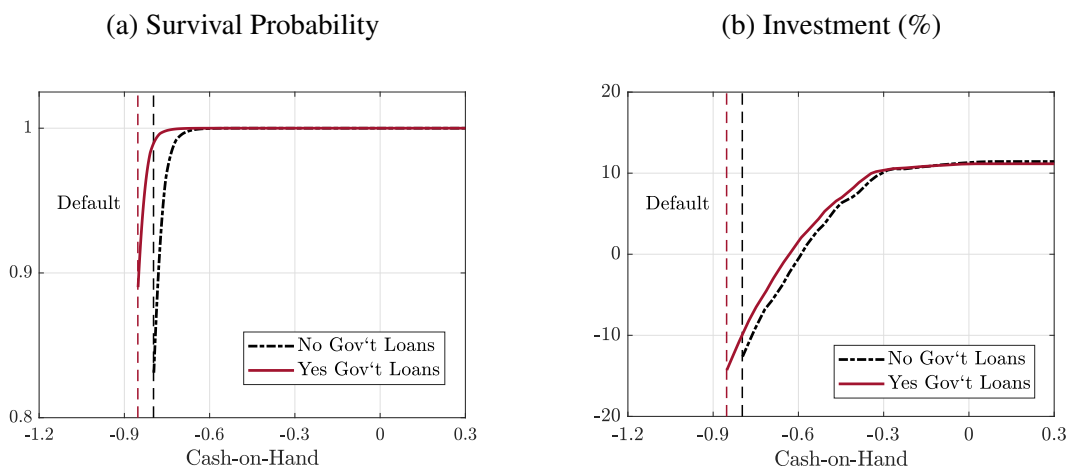 (a) Survival Probability
1
Default
0.9
No Gov‘t Loans
Yes Gov‘t Loans
0.8
-1.2 -0.9 -0.6 -0.3 0 0.3
Cash-on-Hand
(b) Investment (%)
20
10
Default
0
-10
No Gov‘t Loans
Yes Gov‘t Loans
-20
-1.2 -0.9 -0.6 -0.3 0 0.3
Cash-on-Hand